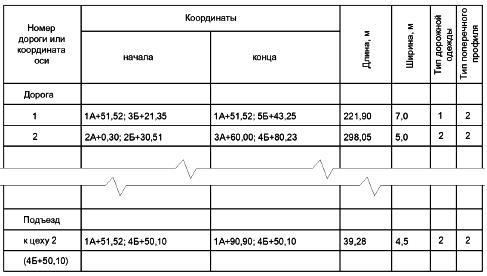 Номер дороги или координата оси
Координаты
начала
конца
Длина, м
Ширина, м
Тип дорожной одежды
Тип поперечного профиля
Дорога
1 1А+51,52; 3Б+21,35 1А+51,52; 5Б+43,25 221,90 7,0 1 2
2 2А+0,30; 2Б+30,51 3А+60,00; 4Б+80,23 298,05 5,0 2 2
Подъезд
к цеху 2 1А+51,52; 4Б+50,10 1А+90,90; 4Б+50,10 39,28 4,5 2 2
(4Б+50,10)